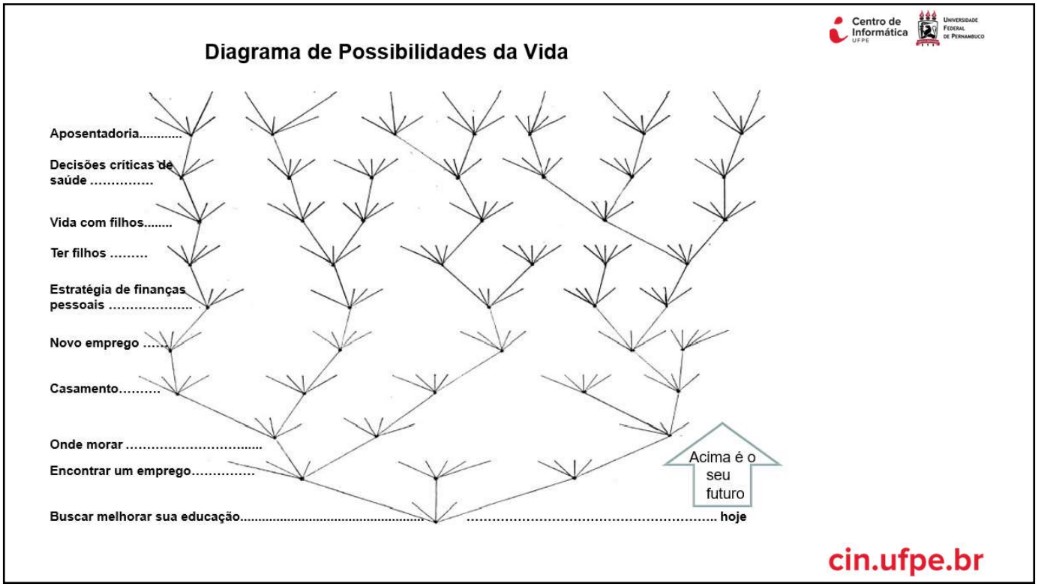 Centro de
Informática
UFPE
UNIVERSIDADE
FEDERAL
DE PERNAMBUCO
Diagrama de Possibilidades da Vida
Aposentadoria............
Decisões críticas de
saúde ...............
Vida com filhos........
Ter filhos .........
Estratégia de finanças
pessoais ....................
Novo emprego ......
Casamento..........
Onde morar ................................
Encontrar um emprego...............
Buscar melhorar sua educação.................................................. .................................................... hoje
Acima é o
seu
futuro
cin.ufpe.br